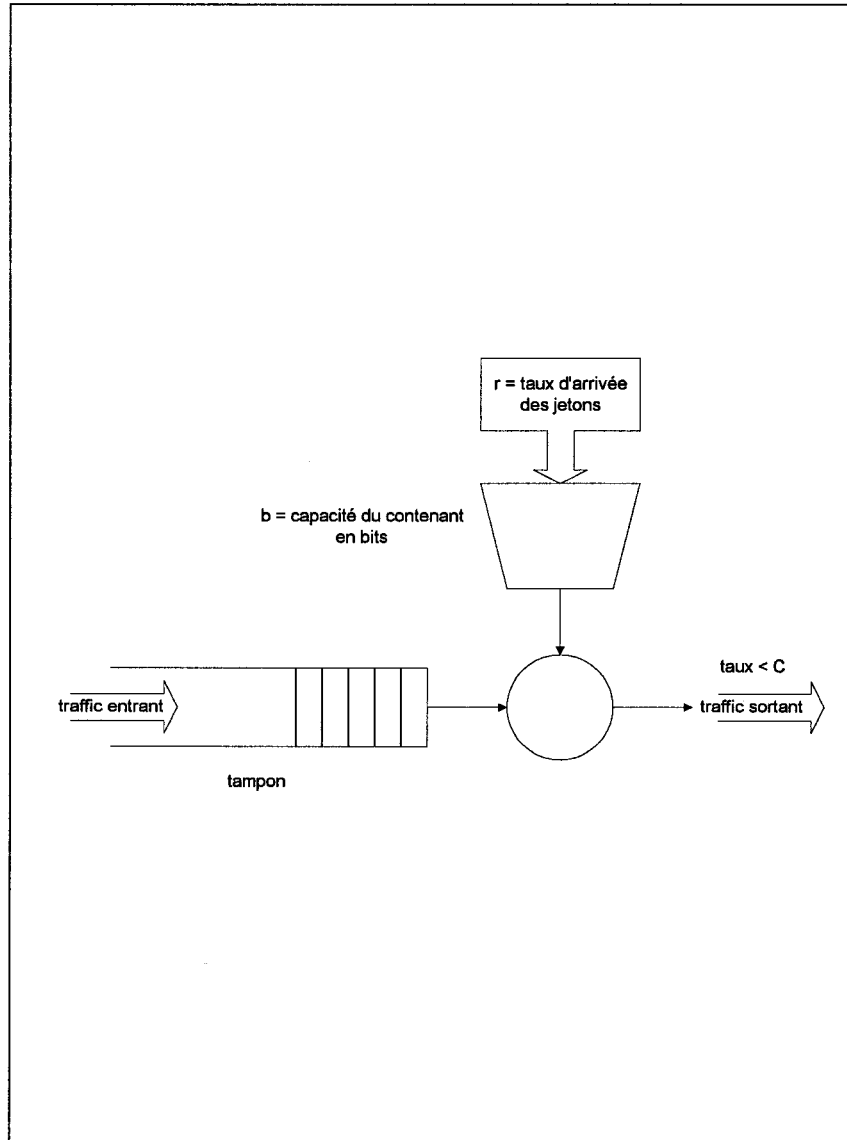 r = taux d'arrivée
des jetons
b = capacité du contenant
en bits
taux < C
traffic entrant
traffic sortant
tampon